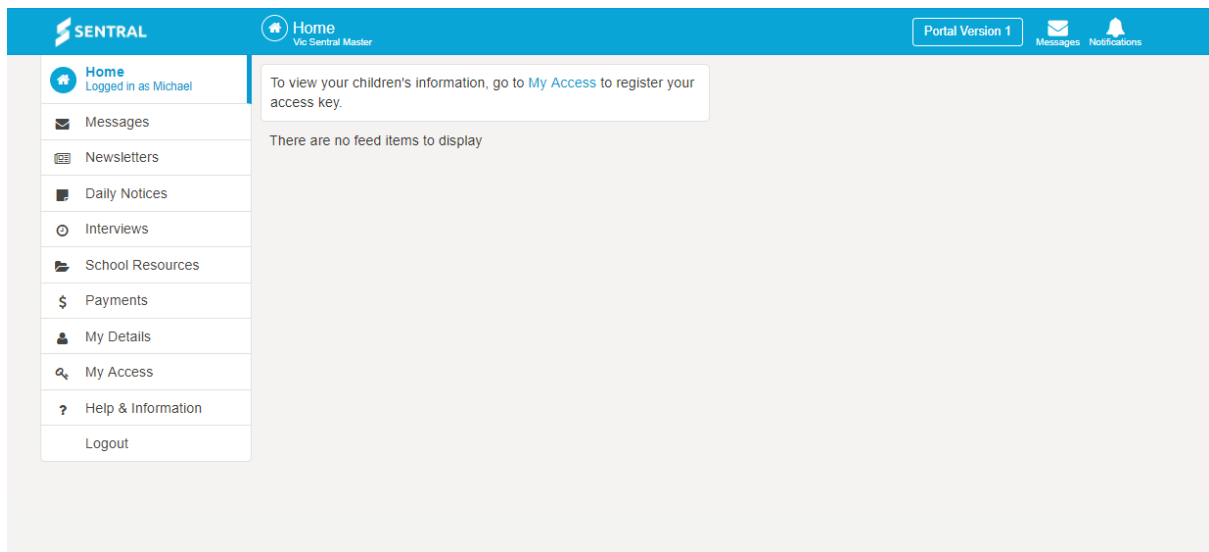 SENTRAL
Home
Vic Sentral Master
Portal Version 1
Messages
Notifications
Home
Logged in as Michael
Messages
Newsletters
Daily Notices
Interviews
School Resources
$ Payments
My Details
My Access
? Help & Information
Logout
To view your children's information, go to My Access to register your
access key.
There are no feed items to display